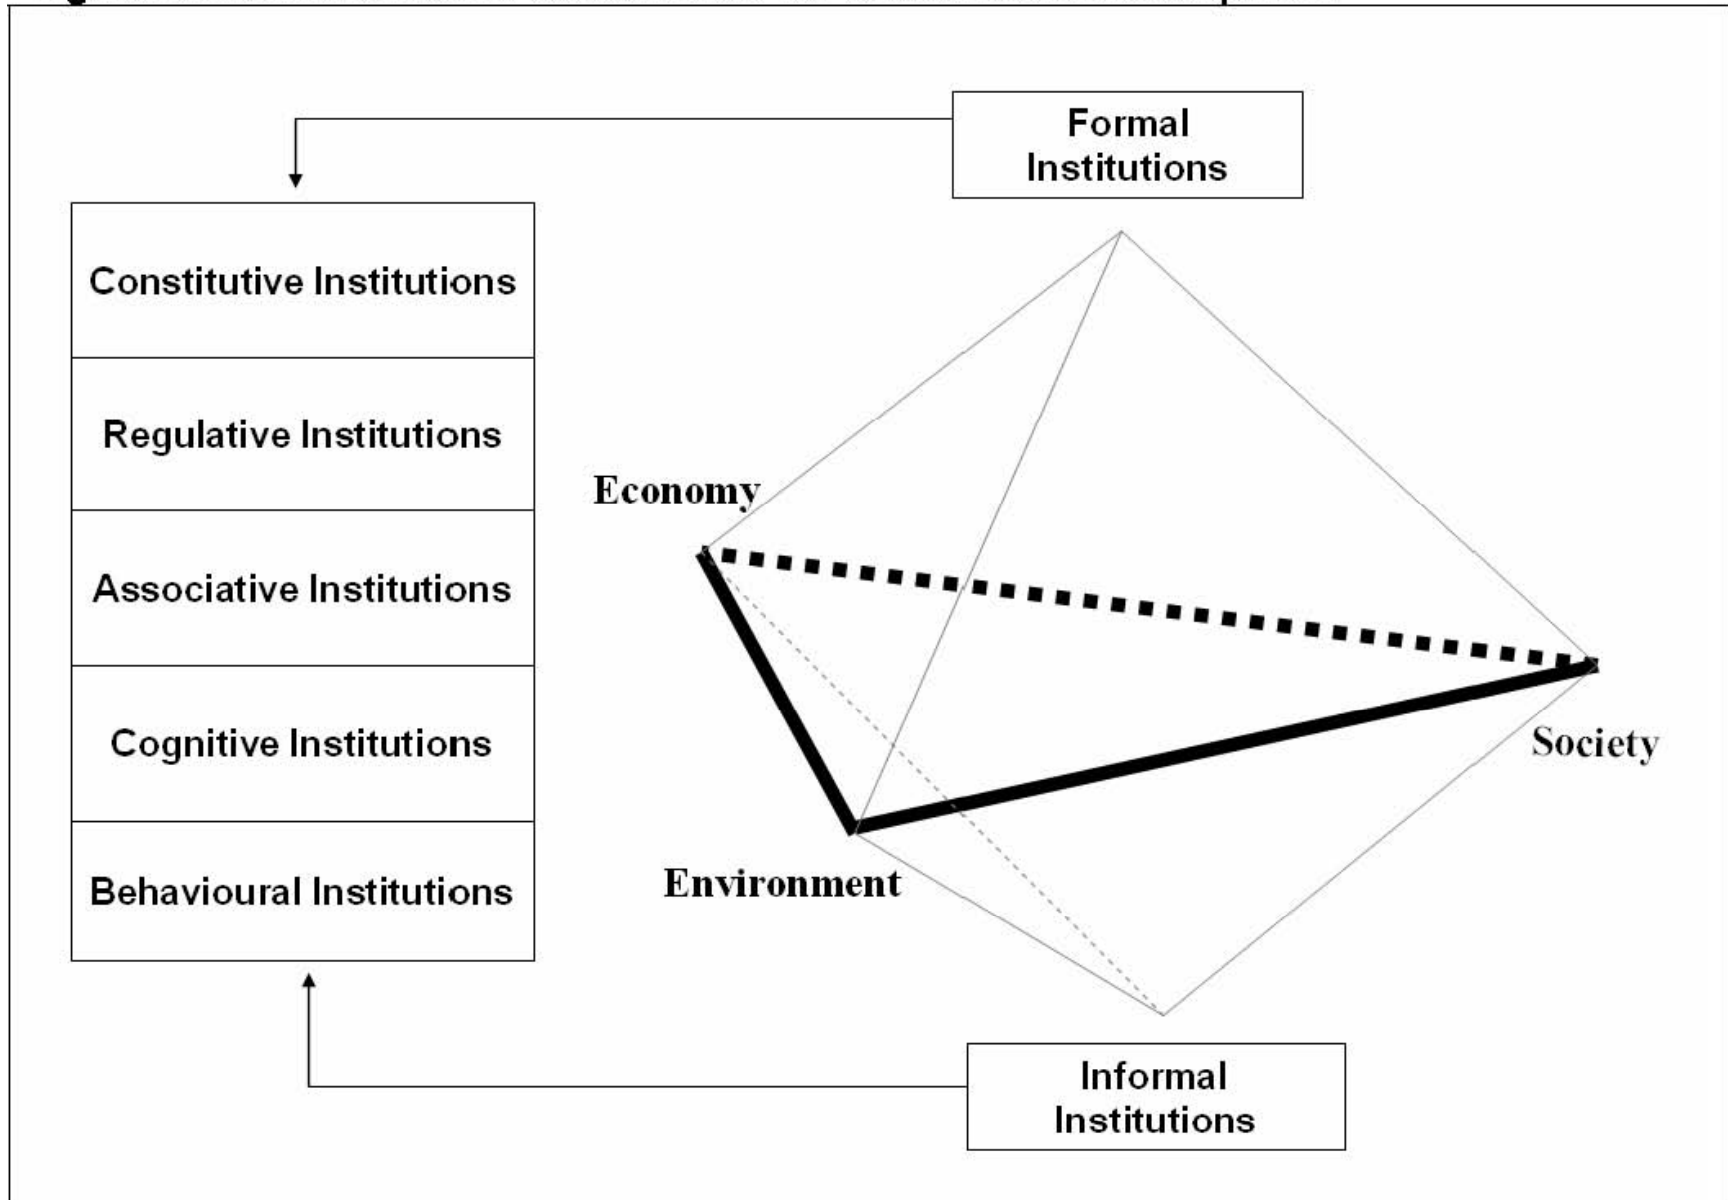 Formal
Institutions
Constitutive Institutions
Regulative Institutions
Economy
Associative Institutions
Cognitive Institutions
Society
Environment
Behavioural Institutions
Informal
Institutions